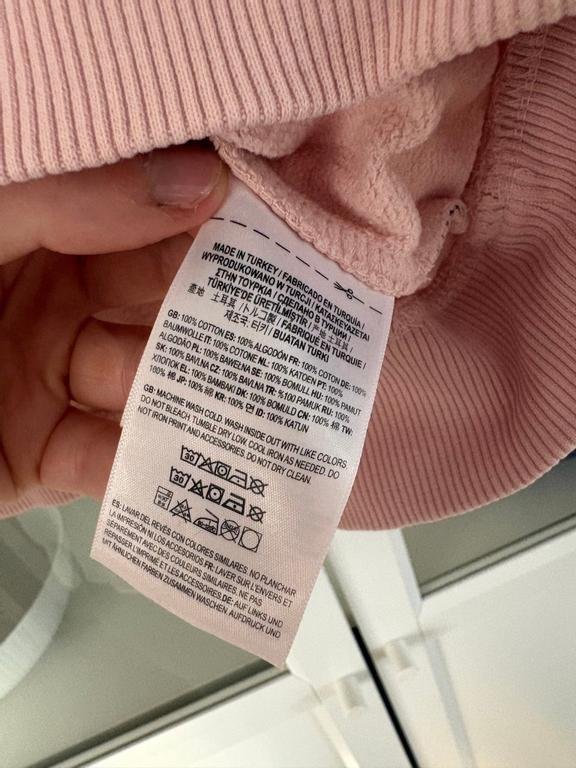 MADE IN TURKEY / FABRICADO EN TURQUÍA /
WYPRODUKOWANO W TURCJI / ΚΑΤΑΣΚΕΥΑΖΕΤΑΙ
ΣΤΗΝ ΤΟΥΡΚΙΑ / СДЕЛАНО В ТУРЦИИ /
TÜRKİYE'DE ÜRETİLMİŞTİR / FABRIQUÉ EN TURQUIE /
産地 土耳其 / トルコ製 / 产地 土耳其 /
제조국: 터키 / BUATAN TURKI
GB: 100% COTTON ES: 100% ALGODÓN FR: 100% COTON DE: 100%
BAUMWOLLE IT: 100% COTONE NL: 100% KATOEN PT: 100%
ALGODÃO PL: 100% BAWEŁNA SE: 100% BOMULL HU: 100% PAMUT
SK: 100% BAVLNA CZ: 100% BAVLNA TR: %100 PAMUK RU: 100%
ХЛОПОК EL: 100% ΒΑΜΒΑΚΙ DK: 100% BOMULD CN: 100% 棉 TW:
100% 棉 JP: 100% 綿 KR: 100% 면 ID: 100% KATUN
GB: MACHINE WASH COLD. WASH INSIDE OUT WITH LIKE COLORS.
DO NOT BLEACH. TUMBLE DRY LOW. COOL IRON AS NEEDED. DO
NOT IRON PRINT AND ACCESSORIES. DO NOT DRY CLEAN.
30
30
ES: LAVAR DEL REVÉS CON COLORES SIMILARES. NO PLANCHAR
LA IMPRESIÓN NI LOS ACCESORIOS. FR: LAVER SUR L'ENVERS ET
SÉPARÉMENT AVEC DES COULEURS SIMILAIRES. NE PAS
REPASSER L'IMPRIMÉ ET LES ACCESSOIRES. DE: AUF LINKS UND
MIT ÄHNLICHEN FARBEN ZUSAMMEN WASCHEN. AUFDRUCK UND